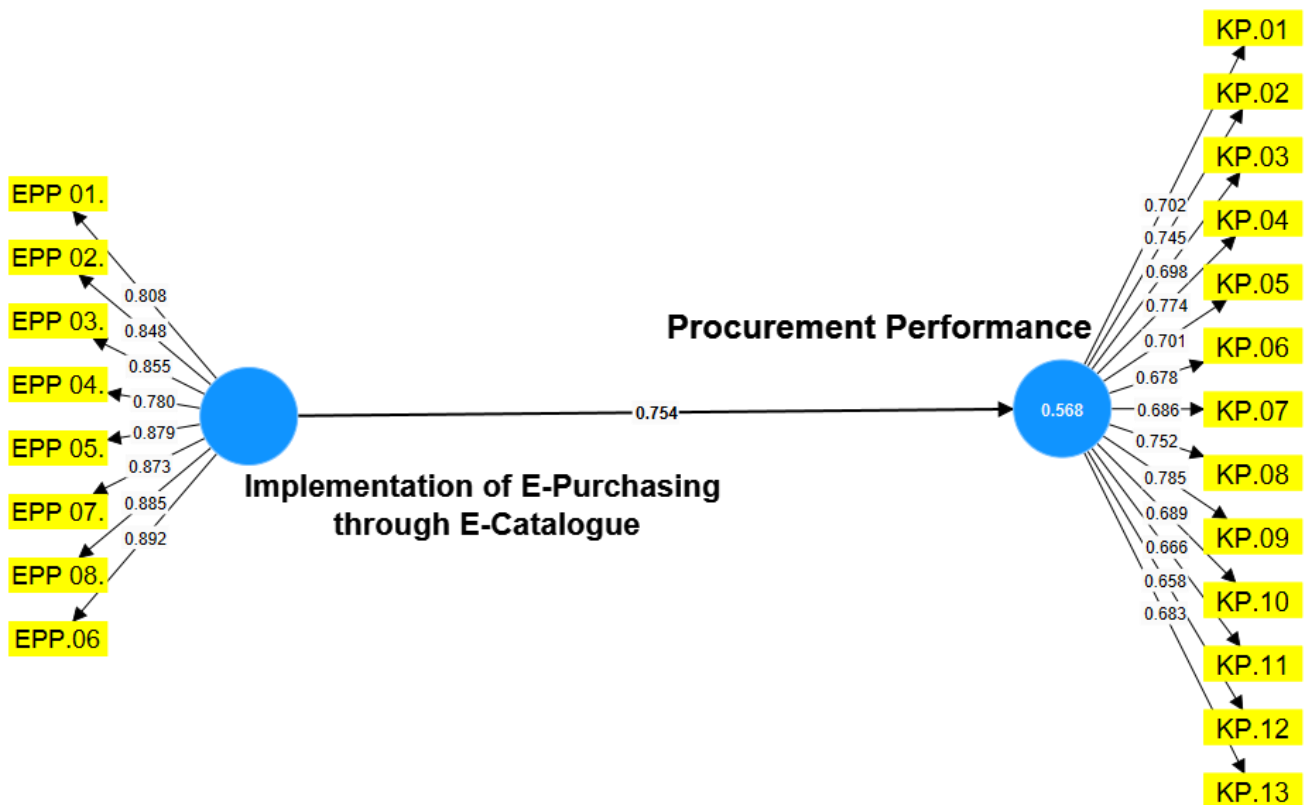 EPP 01.
EPP 02.
EPP 03.
EPP 04.
EPP 05.
EPP 07.
EPP 08.
EPP.06
0.808
0.848
0.855
0.780
0.879
0.873
0.885
0.892
Implementation of E-Purchasing
through E-Catalogue
0.754
Procurement Performance
0.568
0.702
0.745
0.698
0.774
0.701
0.678
0.686
0.752
0.785
0.689
0.666
0.658
0.683
KP.01
KP.02
KP.03
KP.04
KP.05
KP.06
KP.07
KP.08
KP.09
KP.10
KP.11
KP.12
KP.13